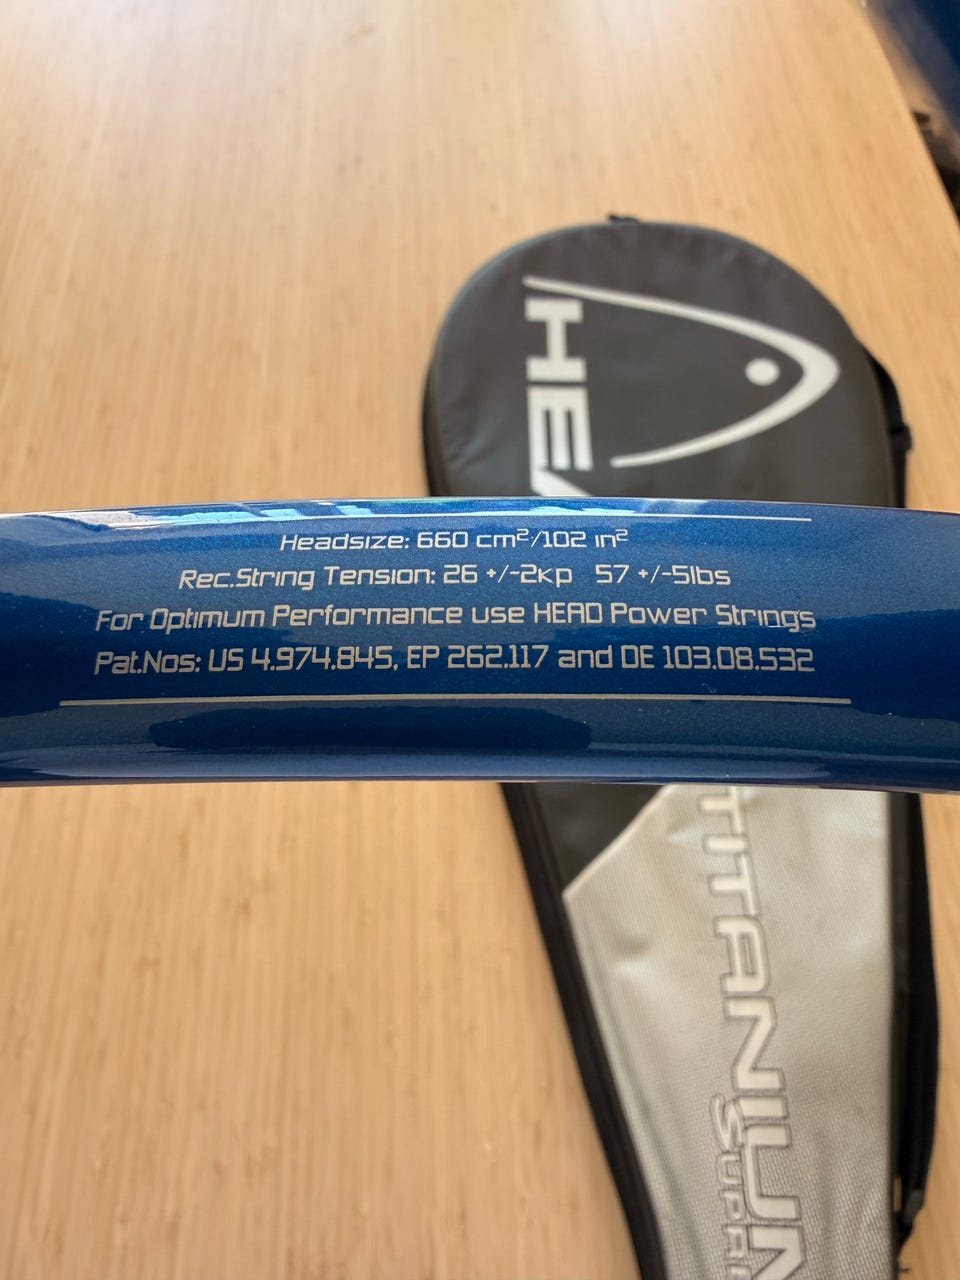 HEA
Headsize: 660 cm²/102 in²
Rec.String Tension: 26 +/-2kp 57 +/-5lbs
For Optimum Performance use HEAD Power Strings
Pat.Nos: US 4.974.845, EP 262.117 and DE 103.08.532
TITANIUM